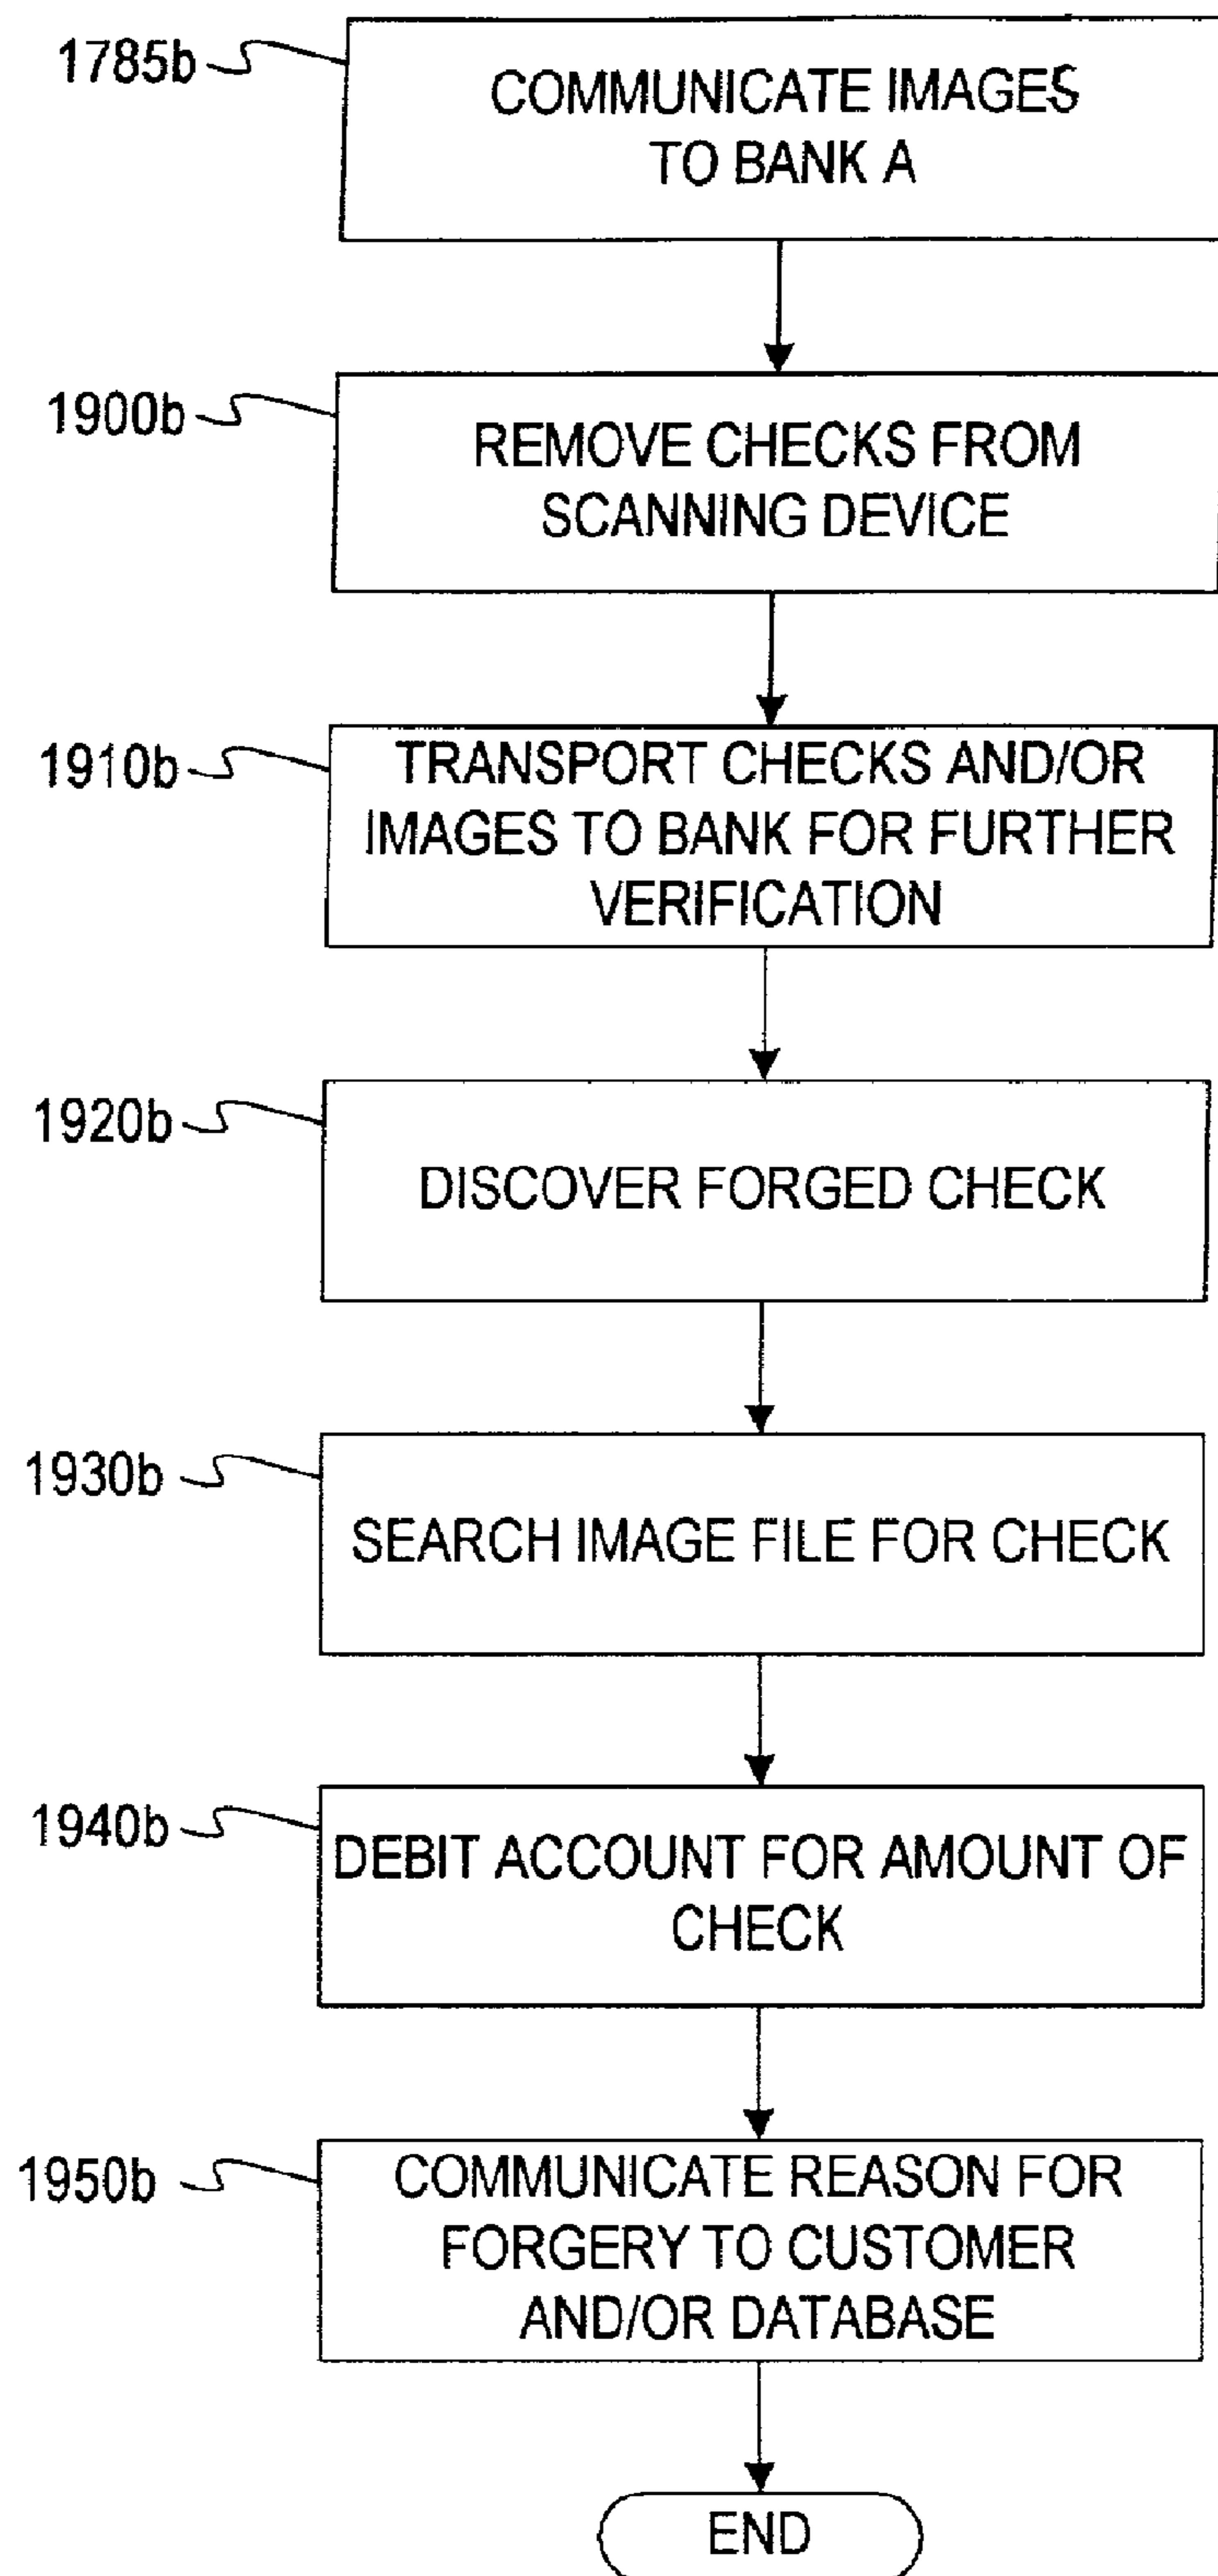 1785b
COMMUNICATE IMAGES
TO BANK A
1900b
REMOVE CHECKS FROM
SCANNING DEVICE
1910b
TRANSPORT CHECKS AND/OR
IMAGES TO BANK FOR FURTHER
VERIFICATION
1920b
DISCOVER FORGED CHECK
1930b
SEARCH IMAGE FILE FOR CHECK
1940b
DEBIT ACCOUNT FOR AMOUNT OF
CHECK
1950b
COMMUNICATE REASON FOR
FORGERY TO CUSTOMER
AND/OR DATABASE
END